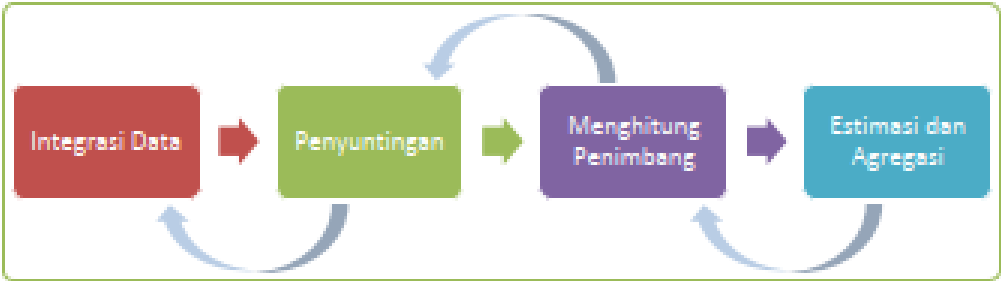 Integrasi Data
Penyuntingan
Menghitung
Penimbang
Estimasi dan
Agregasi